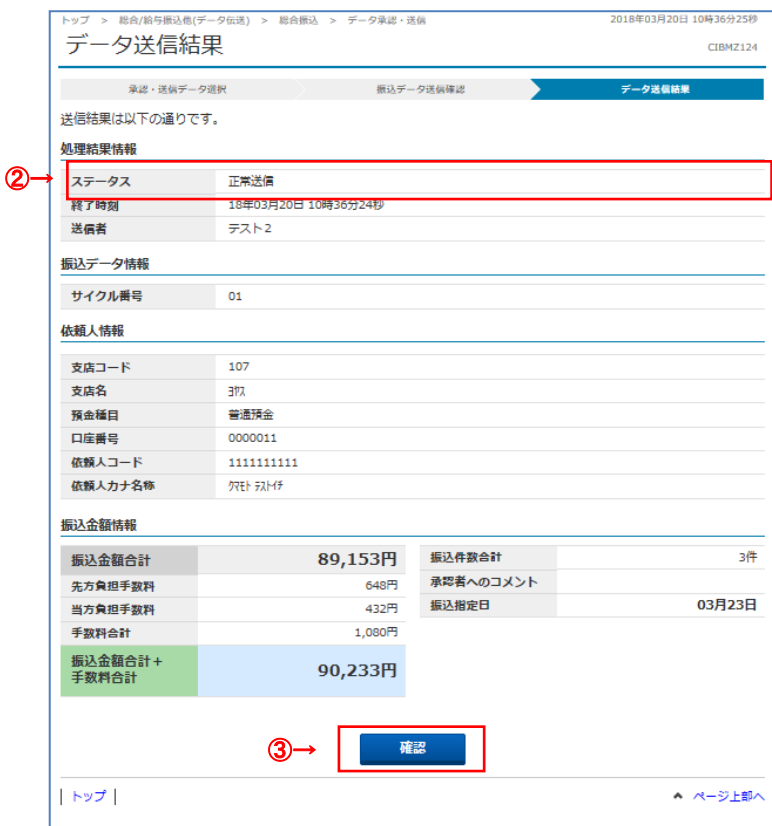 トップ > 総合/給与振込他(データ伝送) > 総合振込 > データ承認・送信 2018年03月20日 10時36分25秒
データ送信結果 CIBMZ124
承認・送信データ選択 振込データ送信確認 データ送信結果
送信結果は以下の通りです。
処理結果情報
②→ ステータス 正常送信
終了時刻 18年03月20日 10時36分24秒
送信者 テスト2
振込データ情報
サイクル番号 01
依頼人情報
支店コード 107
支店名
預金種目 普通預金
口座番号 0000011
依頼人コード 1111111111
依頼人カナ名称 ｸﾏﾓﾄ ﾃｽﾄｲﾁ
振込金額情報
振込金額合計 89,153円 振込件数合計 3件
先方負担手数料 648円 承認者へのコメント
当方負担手数料 432円 振込指定日 03月23日
手数料合計 1,080円
振込金額合計+
手数料合計 90,233円
③→ 確認
| トップ | ページ上部へ